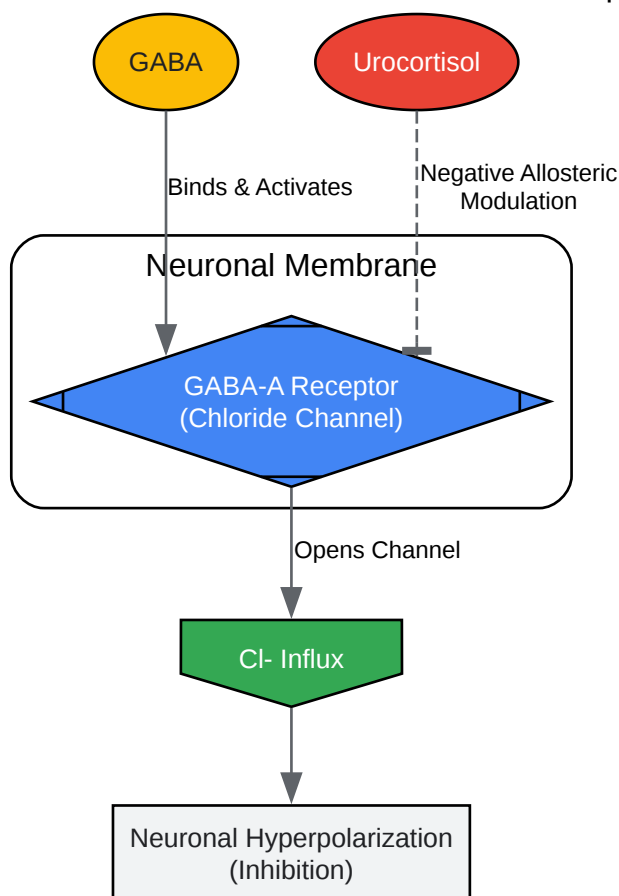 GABA
Urocortisol
Binds & Activates
Negative Allosteric
Modulation
Neuronal Membrane
GABA-A Receptor
(Chloride Channel)
Opens Channel
Cl- Influx
Neuronal Hyperpolarization
(Inhibition)